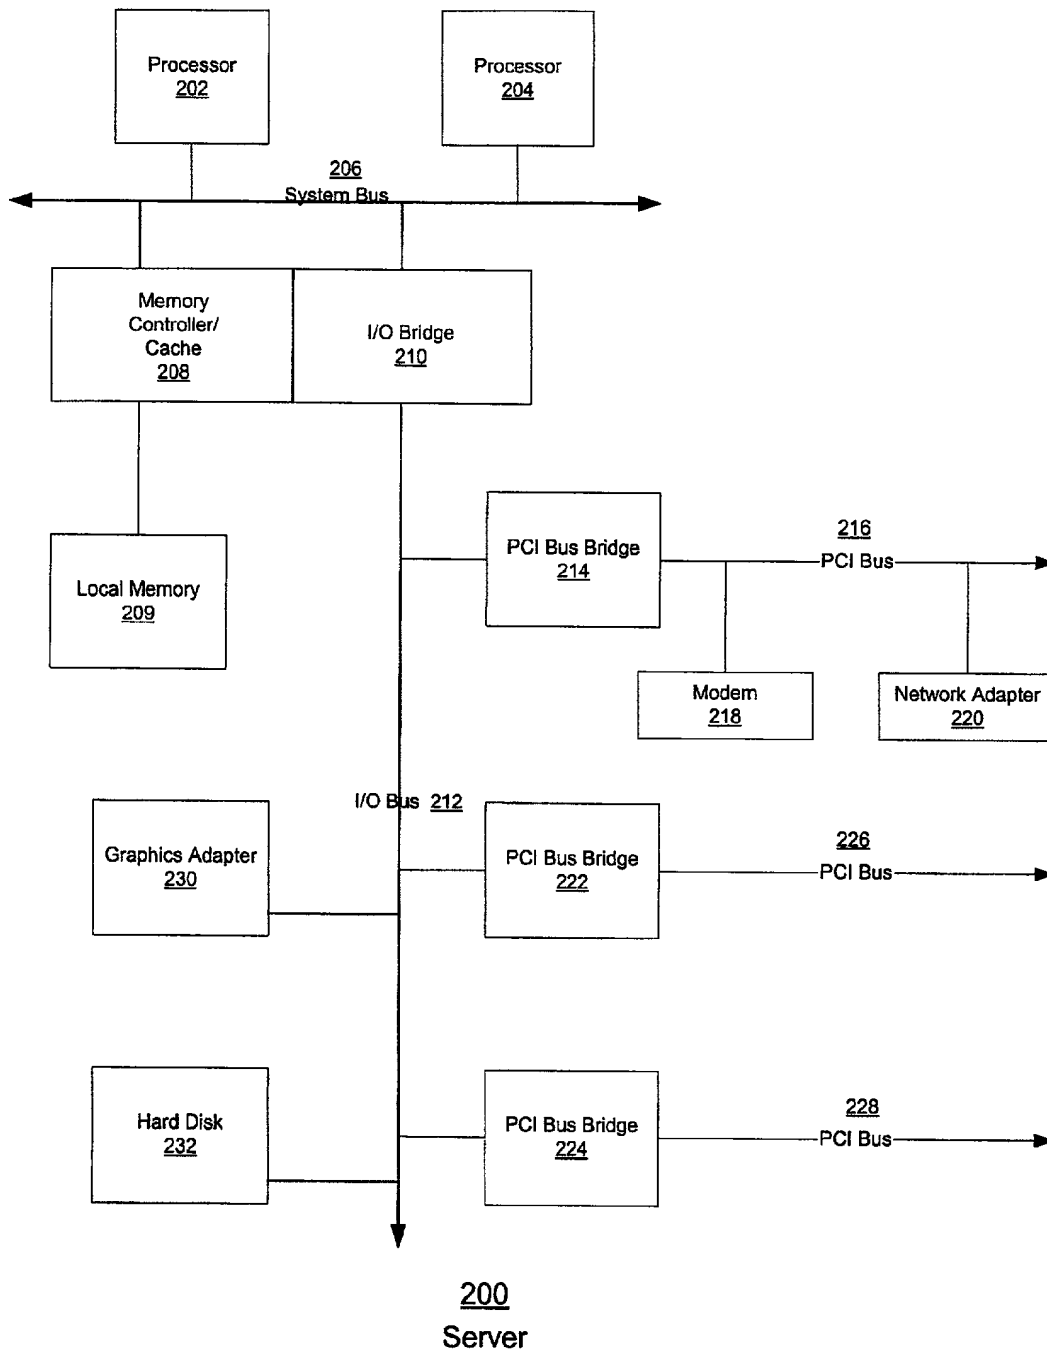 Processor
202
Processor
204
206
System Bus
Memory
Controller/
Cache
208
I/O Bridge
210
PCI Bus Bridge
214
216
PCI Bus
Local Memory
209
Modem
218
Network Adapter
220
I/O Bus 212
Graphics Adapter
230
PCI Bus Bridge
222
226
PCI Bus
Hard Disk
232
PCI Bus Bridge
224
228
PCI Bus
200
Server